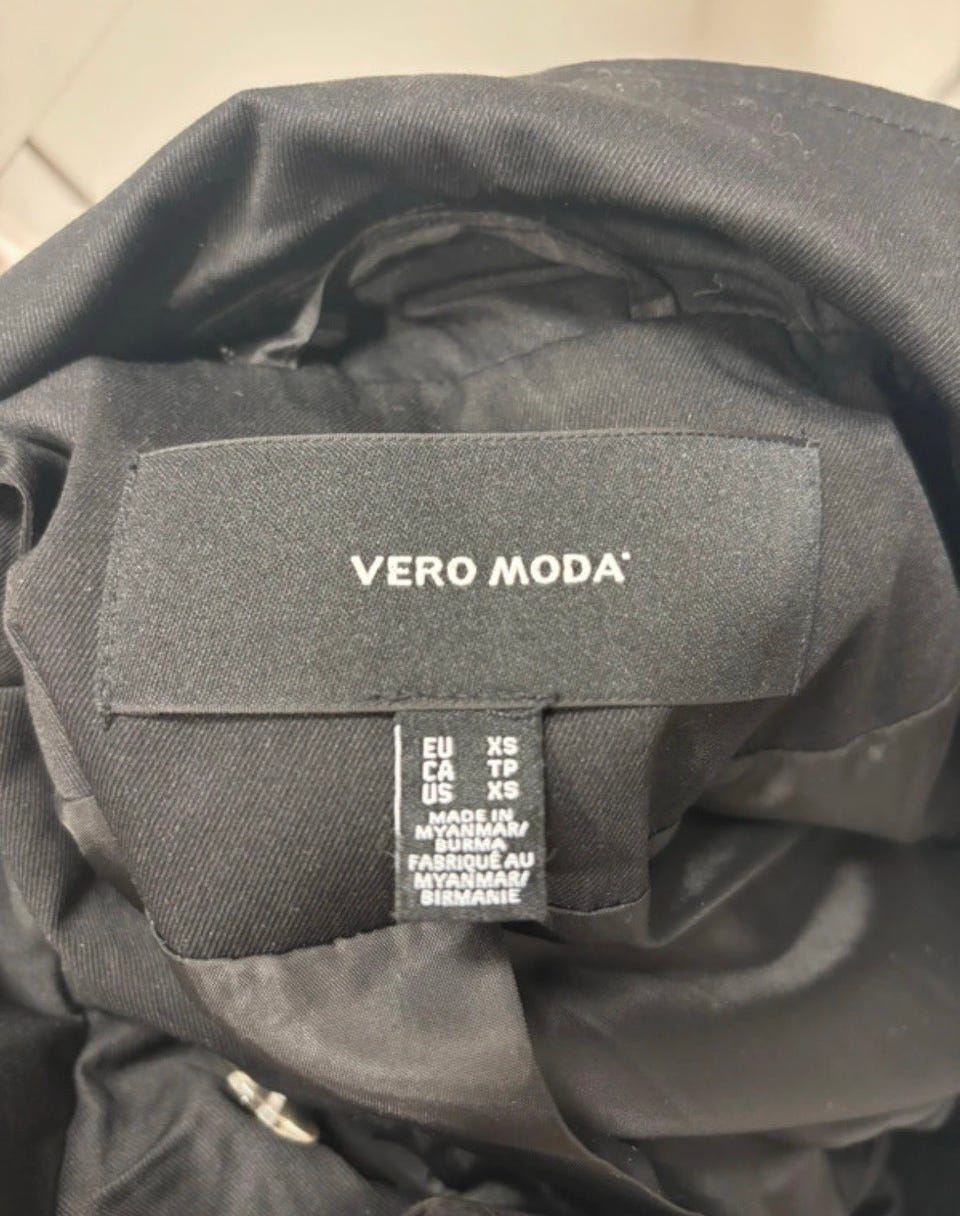 VERO MODA
EU XS
CA TP
US XS
MADE IN
MYANMAR/
BURMA
FABRIQUÉ AU
MYANMAR/
BIRMANIE